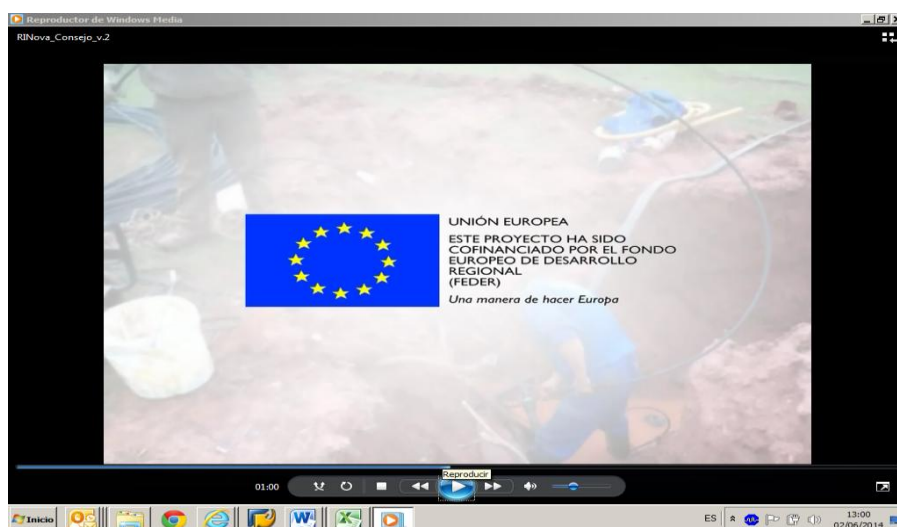 Reproductor de Windows Media
RINova_Consejo_v.2
UNIÓN EUROPEA
ESTE PROYECTO HA SIDO
COFINANCIADO POR EL FONDO
EUROPEO DE DESARROLLO
REGIONAL
(FEDER)
Una manera de hacer Europa
Reproducir
01:00
Inicio
ES
13:00
02/06/2014